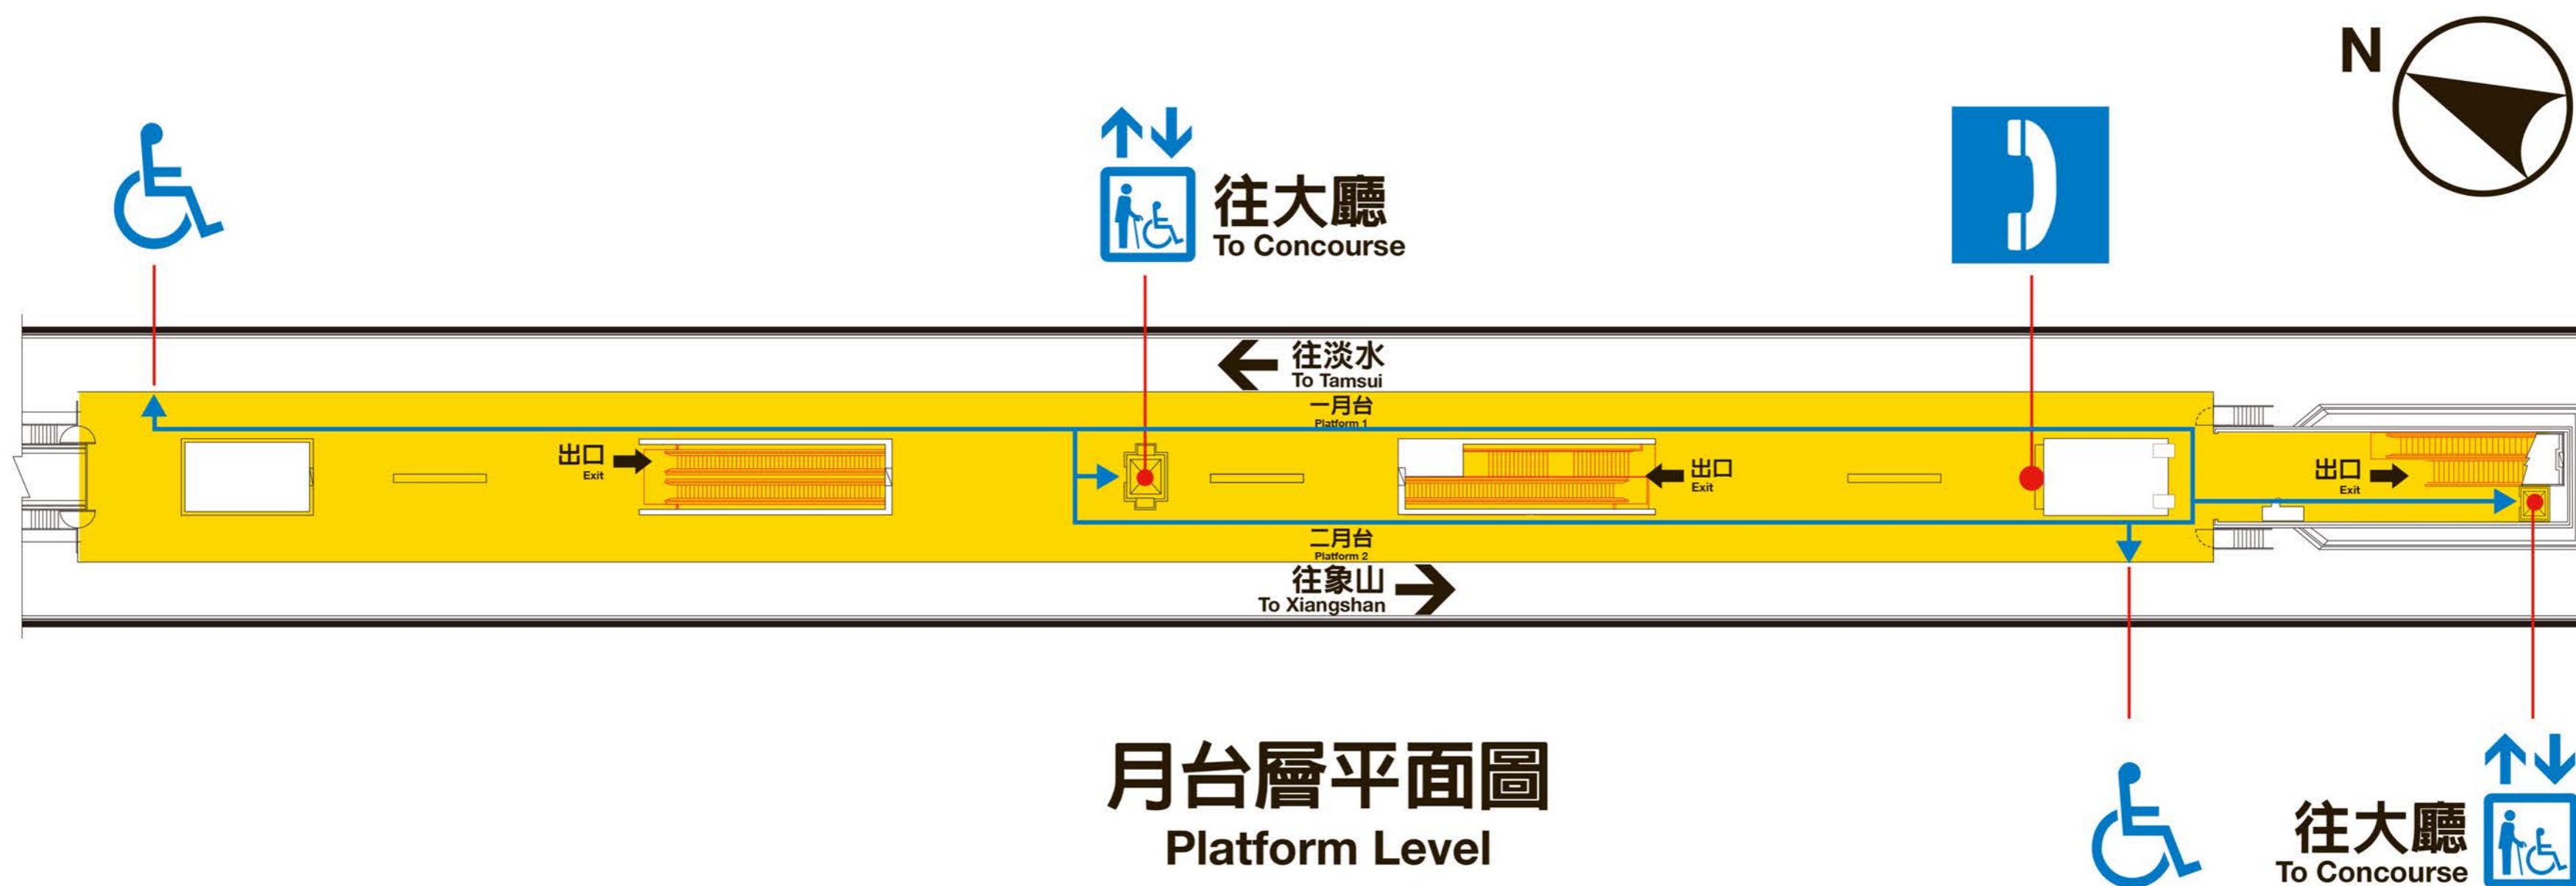 N
往大廳
To Concourse
往淡水
To Tamsui
一月台
Platform 1
出口
Exit
出口
Exit
出口
Exit
二月台
Platform 2
往象山
To Xiangshan
月台層平面圖
Platform Level
往大廳
To Concourse